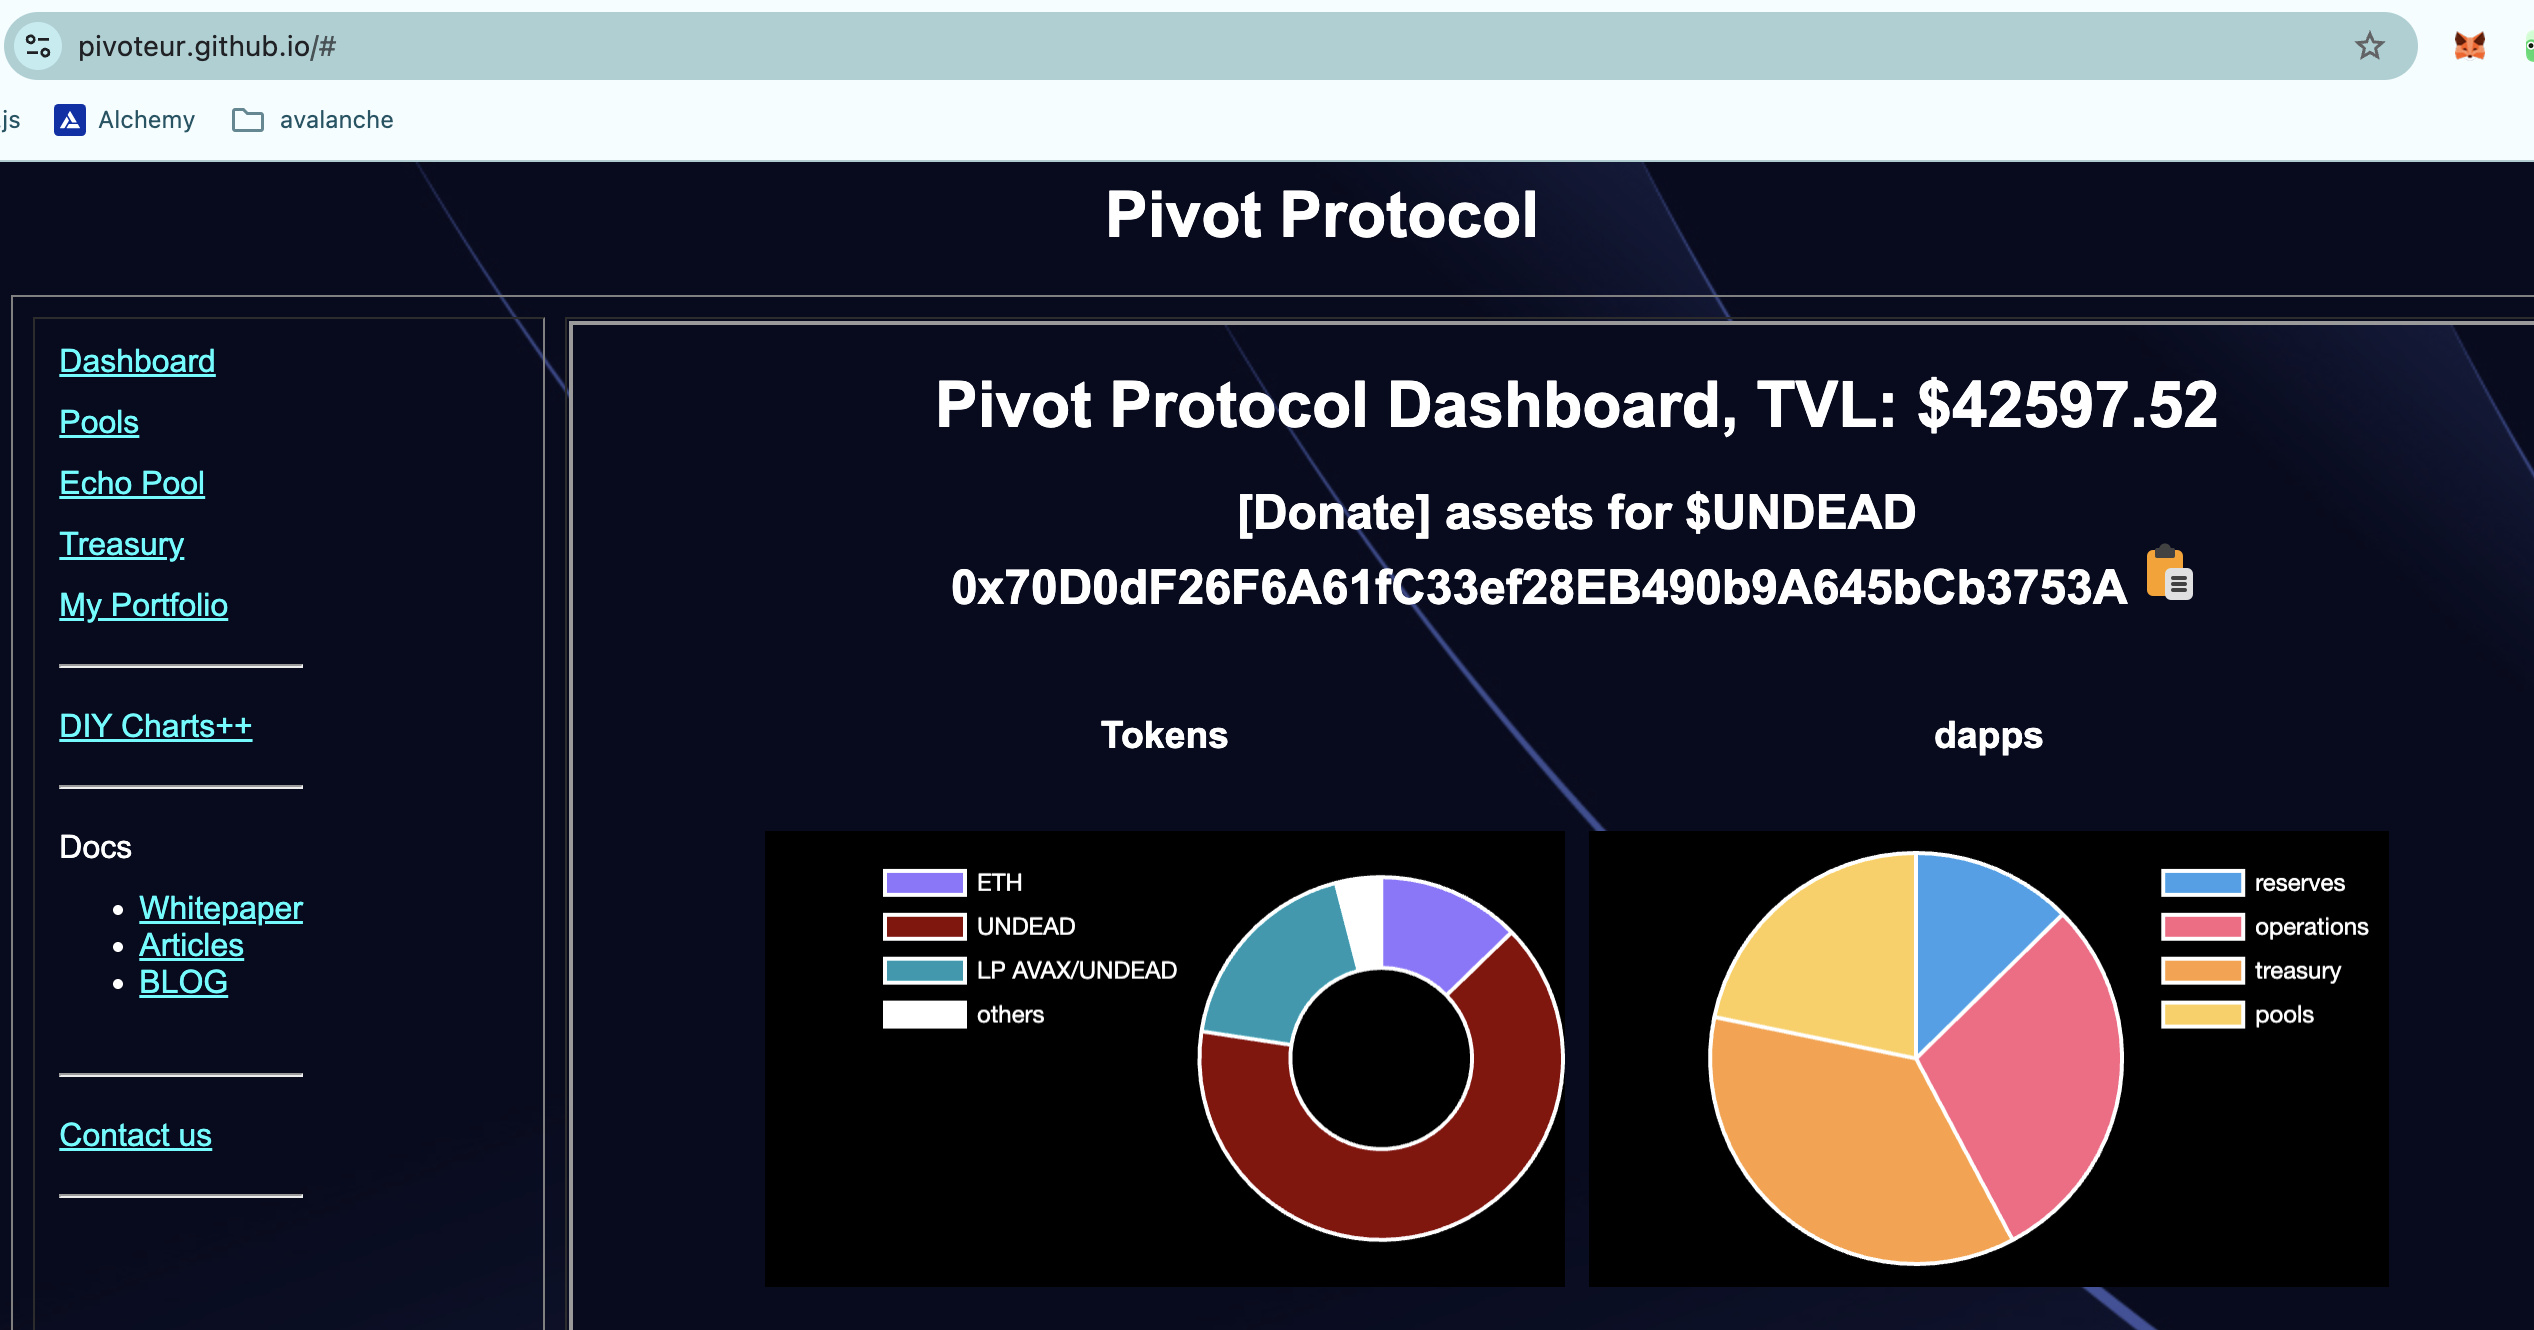 pivoteur.github.io/#
js
Alchemy
avalanche
Pivot Protocol
Dashboard
Pools
Echo Pool
Treasury
My Portfolio
DIY Charts++
Docs
Whitepaper
Articles
BLOG
Contact us
Pivot Protocol Dashboard, TVL: $42597.52
[Donate] assets for $UNDEAD
0x70D0dF26F6A61fC33ef28EB490b9A645bCb3753A
Tokens
ETH
UNDEAD
LP AVAX/UNDEAD
others
dapps
reserves
operations
treasury
pools